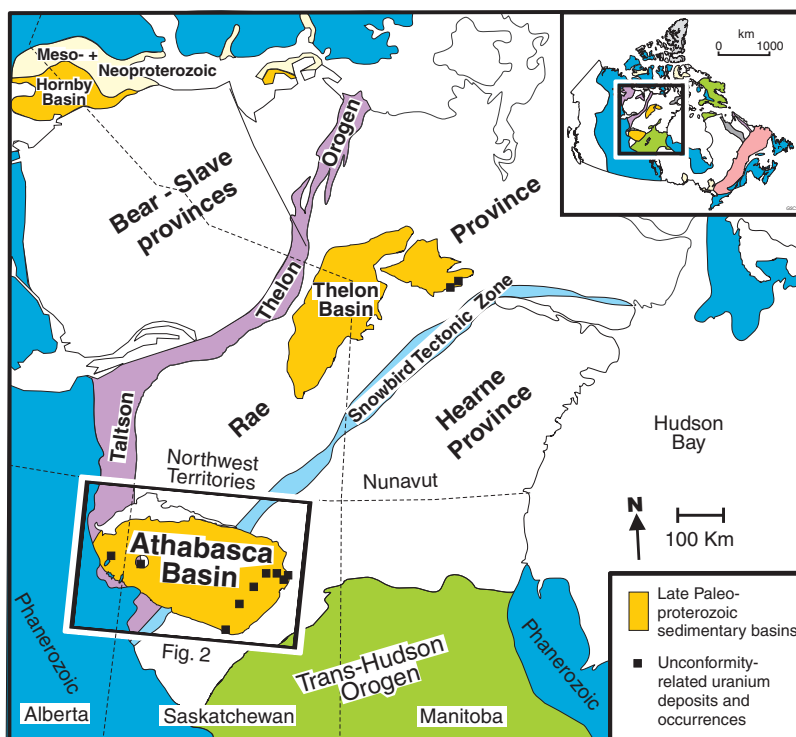 Meso- +
Neoproterozoic
Hornby
Basin
km
0 1000
GSC
Bear - Slave
provinces
Orogen
Province
Thelon
Thelon
Basin
Snowbird Tectonic Zone
Taltson
Rae
Hearne
Province
Hudson
Bay
Northwest
Territories
Nunavut
N
100 Km
Athabasca
Basin
Fig. 2
Phanerozoic
Trans-Hudson
Orogen
Phanerozoic
Alberta
Saskatchewan
Manitoba
Late Paleo-
proterozoic
sedimentary basins
Unconformity-
related uranium
deposits and
occurrences